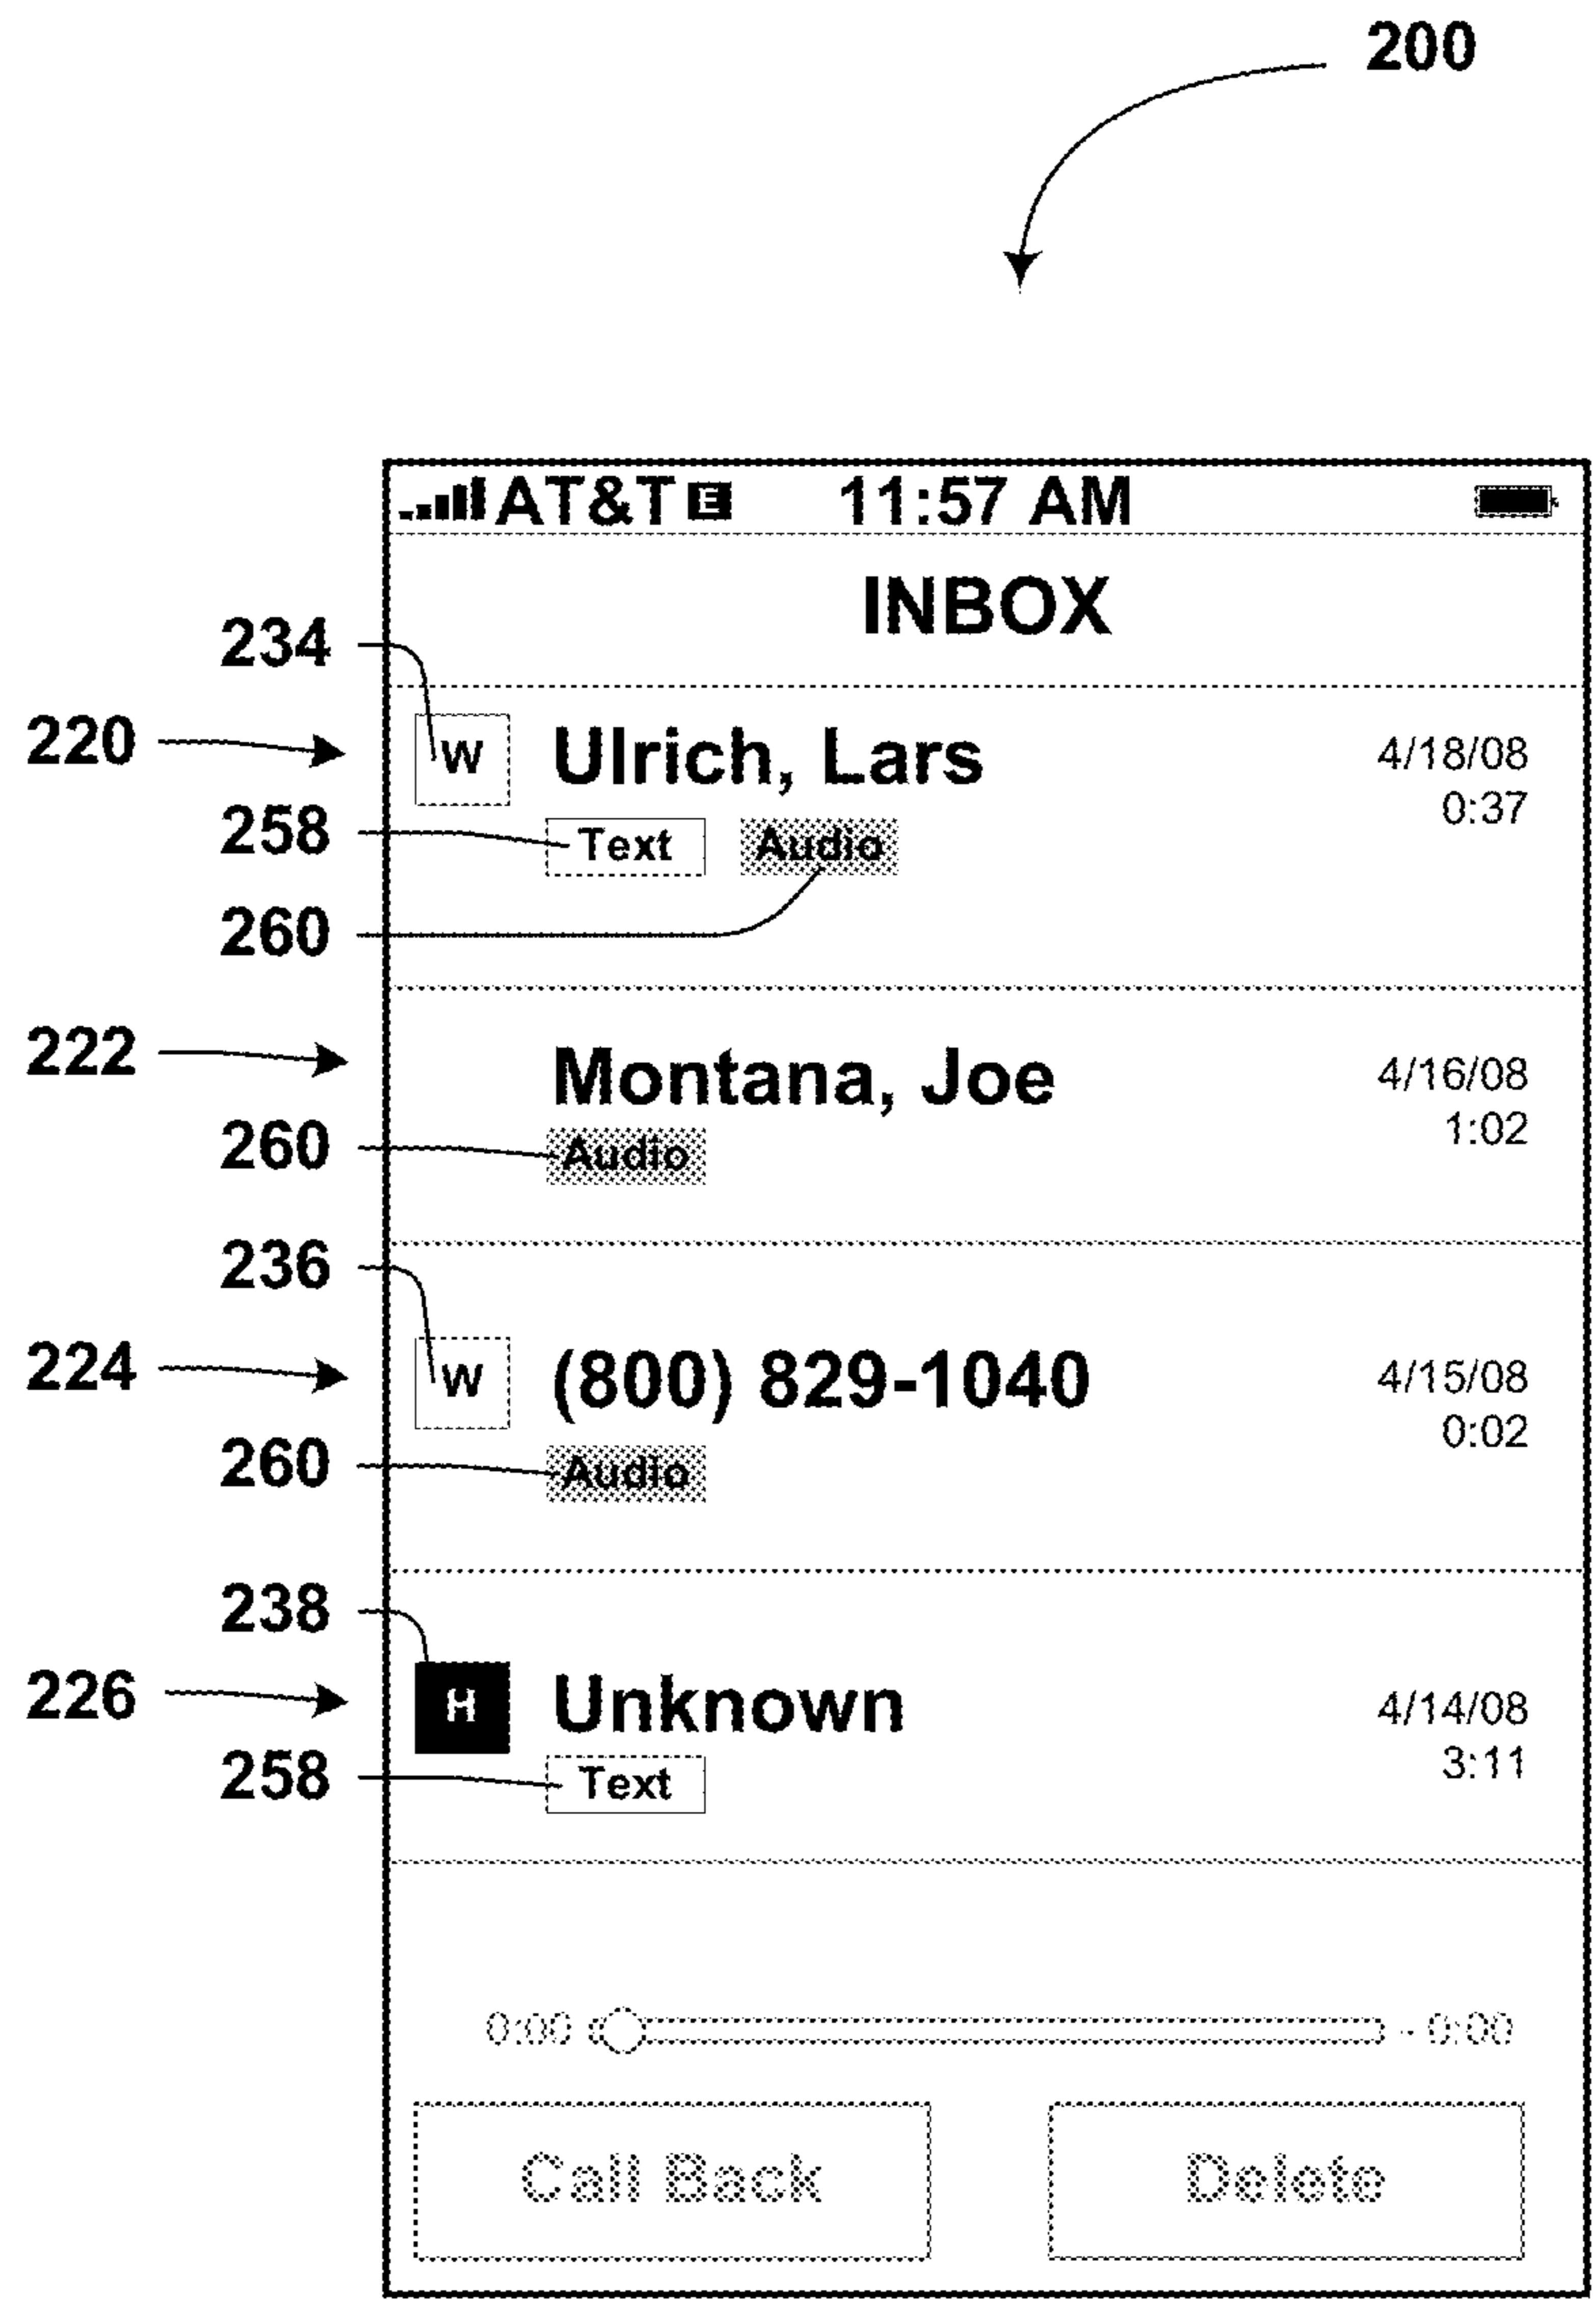 200
AT&T E 11:57 AM
INBOX
234
220 W Ulrich, Lars 4/18/08
0:37
258 Text Audio
260
222 Montana, Joe 4/16/08
1:02
260 Audio
236
224 W (800) 829-1040 4/15/08
0:02
260 Audio
238
226 H Unknown 4/14/08
3:11
258 Text
0:00 - 0:00
Call Back Delete